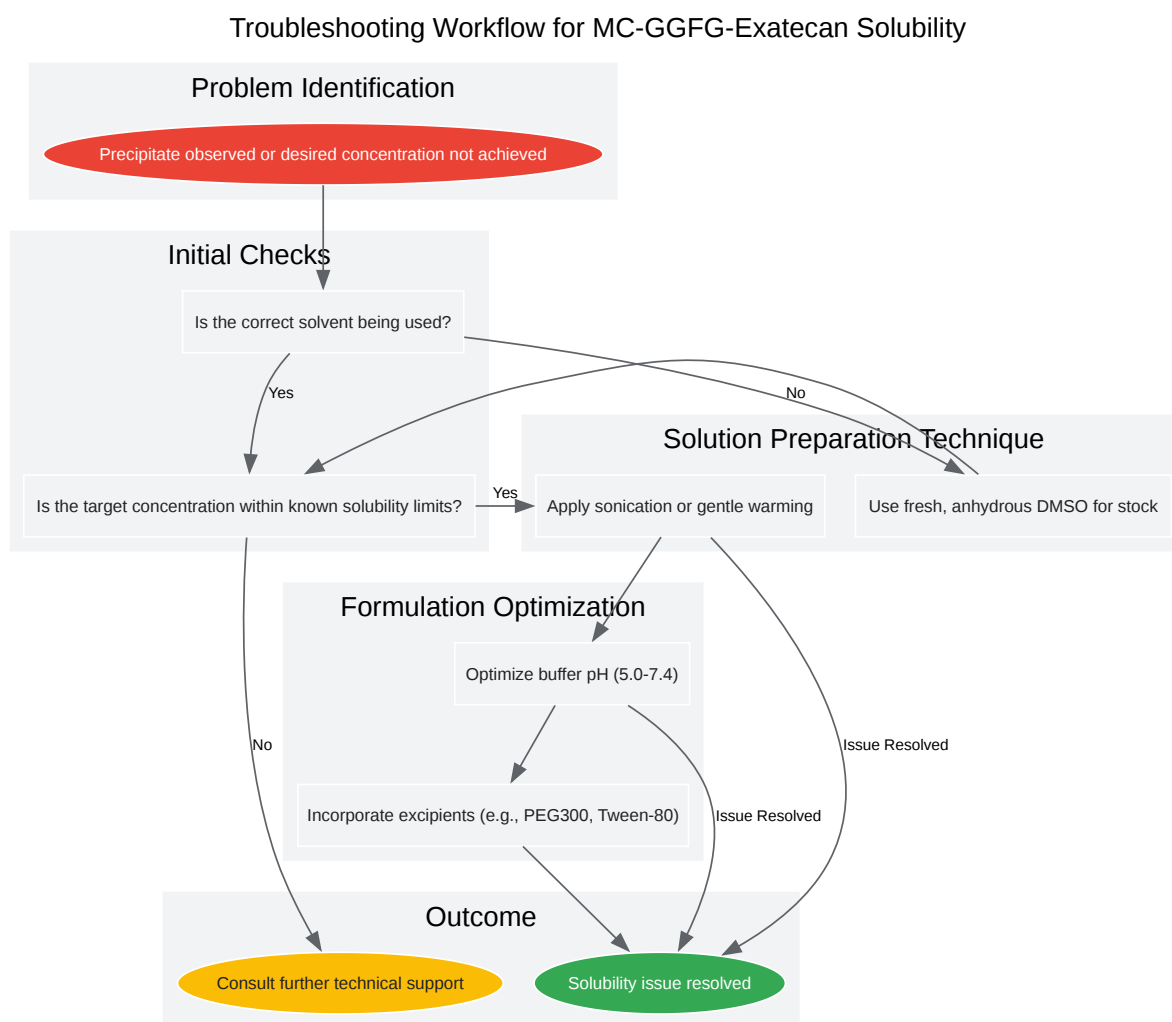 Troubleshooting Workflow for MC-GGFG-Exatecan Solubility
Problem Identification
Precipitate observed or desired concentration not achieved
Initial Checks
Is the correct solvent being used?
Yes
No
Solution Preparation Technique
Is the target concentration within known solubility limits?
Yes
Apply sonication or gentle warming
Use fresh, anhydrous DMSO for stock
Formulation Optimization
Optimize buffer pH (5.0-7.4)
No
Issue Resolved
Incorporate excipients (e.g., PEG300, Tween-80)
Issue Resolved
Outcome
Consult further technical support
Solubility issue resolved